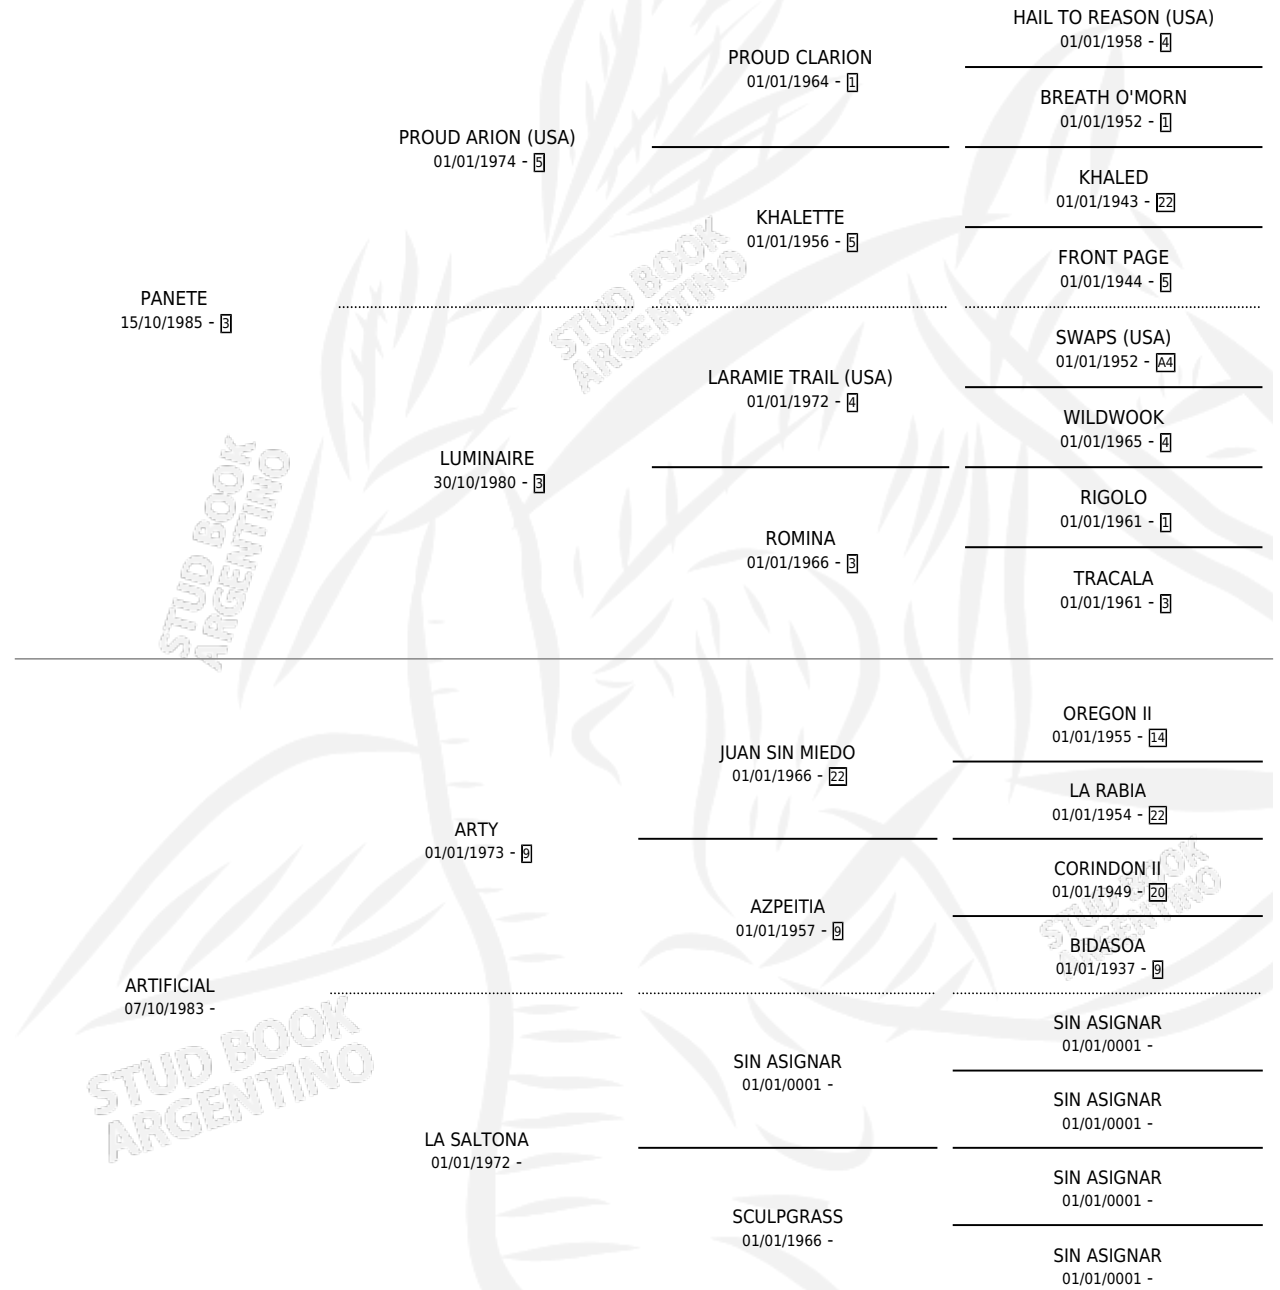 HAIL TO REASON (USA)
01/01/1958 - 4
PROUD CLARION
01/01/1964 - 1
BREATH O'MORN
01/01/1952 - 1
PROUD ARION (USA)
01/01/1974 - 5
KHALED
01/01/1943 - 22
KHALETTE
01/01/1956 - 5
FRONT PAGE
01/01/1944 - 5
PANETE
15/10/1985 - 3
SWAPS (USA)
01/01/1952 - A4
LARAMIE TRAIL (USA)
01/01/1972 - 4
WILDWOOK
01/01/1965 - 4
LUMINAIRE
30/10/1980 - 3
RIGOLO
01/01/1961 - 1
ROMINA
01/01/1966 - 3
TRACALA
01/01/1961 - 3
OREGON II
01/01/1955 - 14
JUAN SIN MIEDO
01/01/1966 - 22
LA RABIA
01/01/1954 - 22
ARTY
01/01/1973 - 9
CORINDON II
01/01/1949 - 20
AZPEITIA
01/01/1957 - 9
BIDASOA
01/01/1937 - 9
ARTIFICIAL
07/10/1983 -
SIN ASIGNAR
01/01/0001 -
SIN ASIGNAR
01/01/0001 -
SIN ASIGNAR
01/01/0001 -
LA SALTONA
01/01/1972 -
SIN ASIGNAR
01/01/0001 -
SCULPGRASS
01/01/1966 -
SIN ASIGNAR
01/01/0001 -
STUD BOOK
ARGENTINO
STUD BOOK
ARGENTINO
STUD BOOK
ARGENTINO
STUD BOOK
ARGENTINO